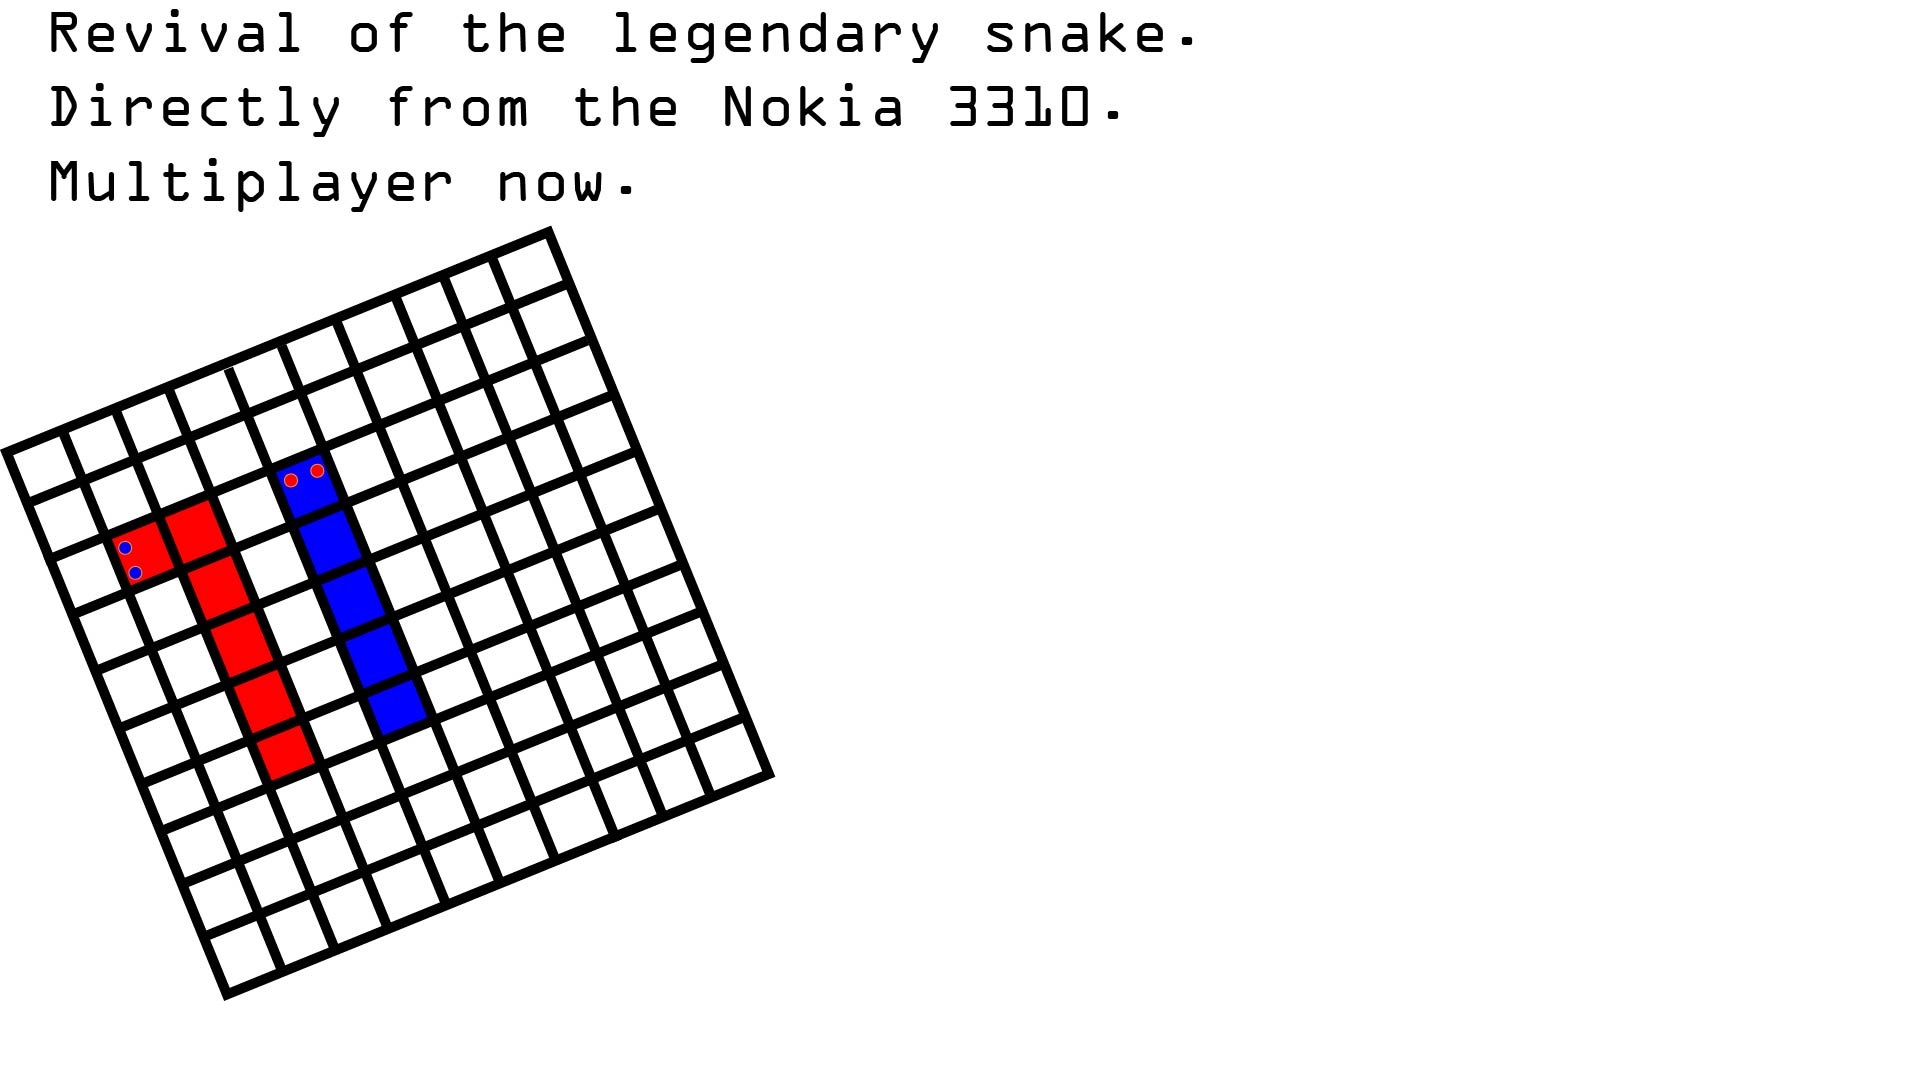 Revival of the legendary snake.
Directly from the Nokia 3310.
Multiplayer now.